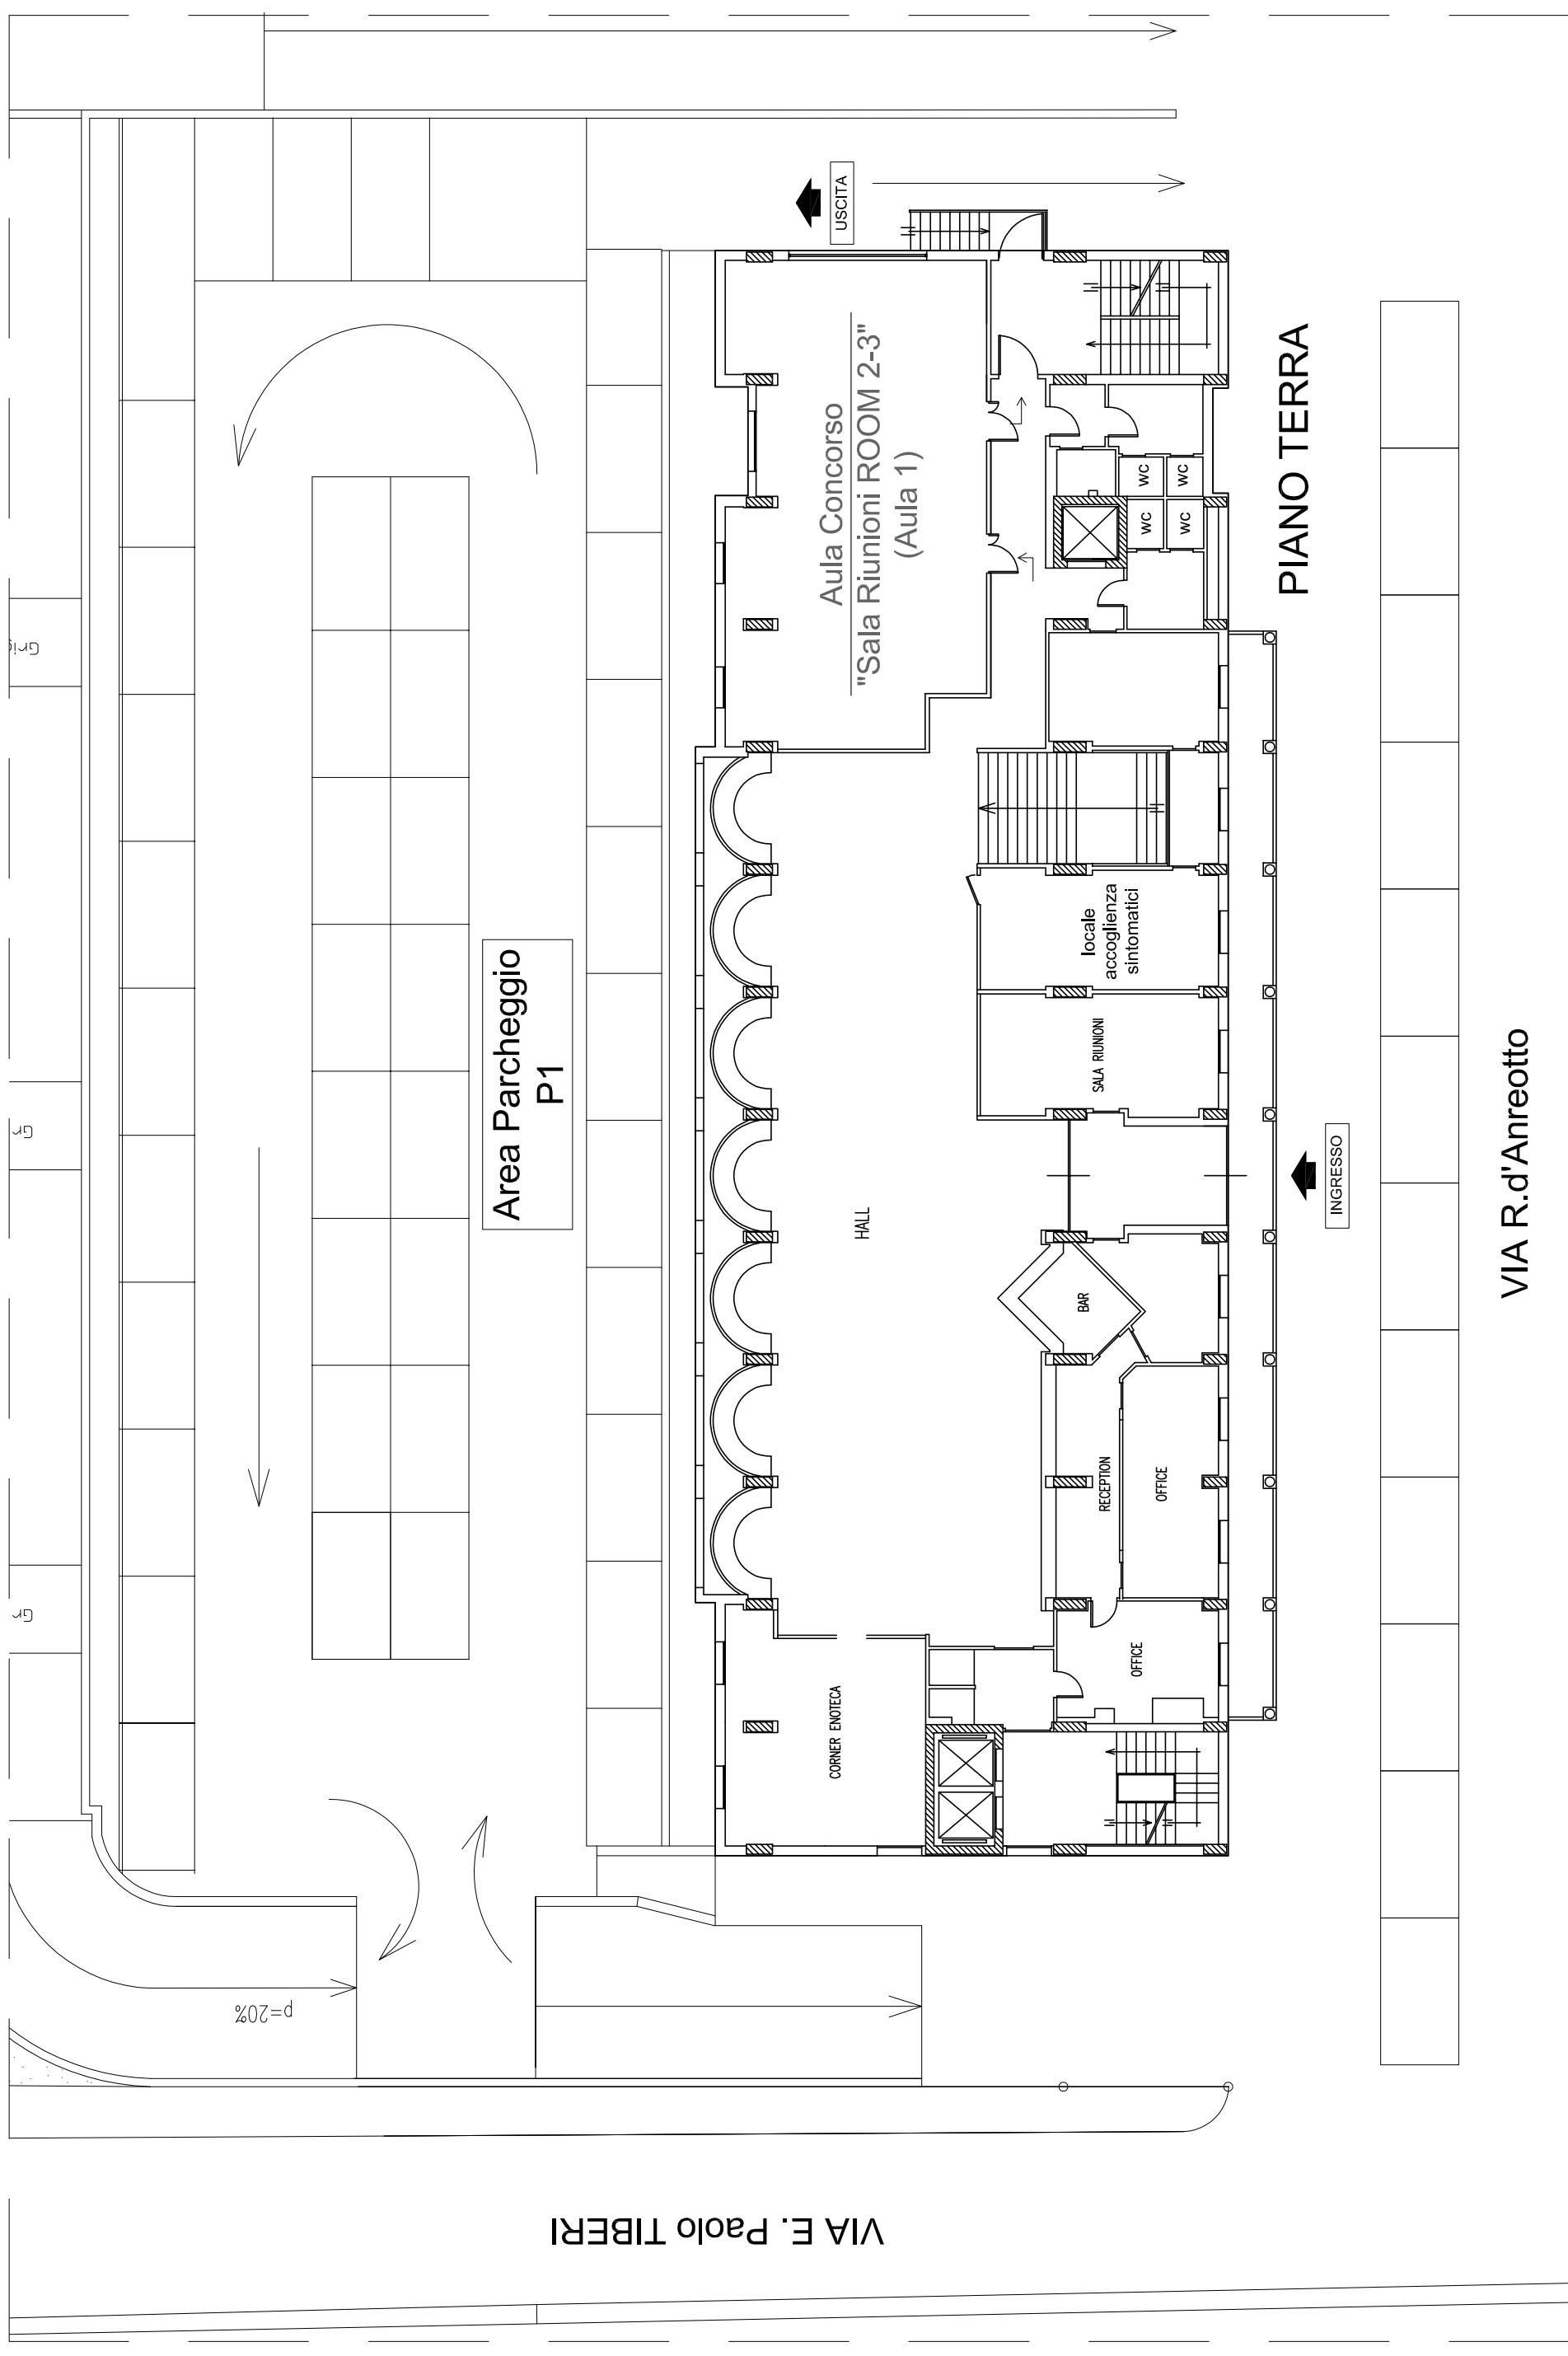 USCITA
Aula Concorso
"Sala Riunioni ROOM 2-3"
(Aula 1)
PIANO TERRA
WC
WC
WC
WC
Area Parcheggio
P1
locale
accoglienza
sintomatici
SALA RIUNIONI
HALL
INGRESSO
VIA R.d'Anreotto
BAR
RECEPTION
OFFICE
OFFICE
CORNER ENOTECA
Gr
Gr
p=20%
VIA E. Paolo TIBERI